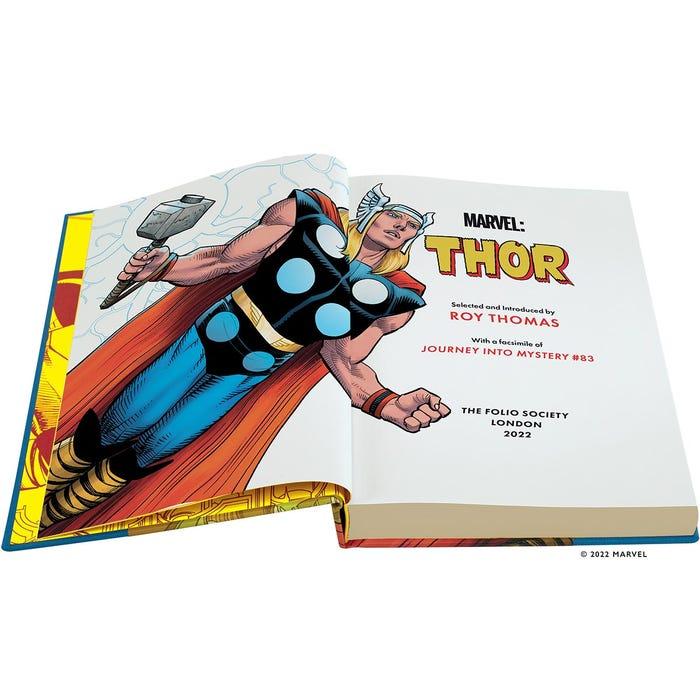 MARVEL:
THOR
Selected and Introduced by
ROY THOMAS
With a facsimile of
JOURNEY INTO MYSTERY #83
THE FOLIO SOCIETY
LONDON
2022
© 2022 MARVEL